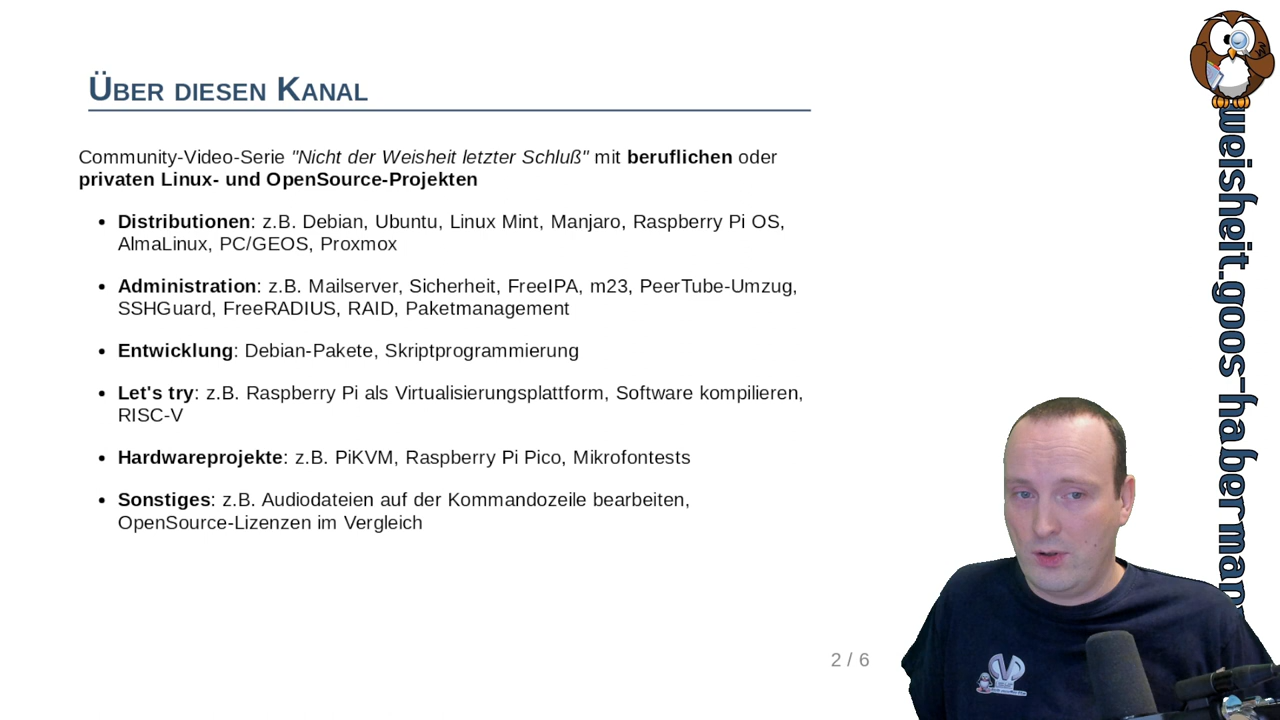 Über diesen Kanal
Community-Video-Serie "Nicht der Weisheit letzter Schluß" mit beruflichen oder
privaten Linux- und OpenSource-Projekten
• Distributionen: z.B. Debian, Ubuntu, Linux Mint, Manjaro, Raspberry Pi OS,
AlmaLinux, PC/GEOS, Proxmox
• Administration: z.B. Mailserver, Sicherheit, FreeIPA, m23, PeerTube-Umzug,
SSHGuard, FreeRADIUS, RAID, Paketmanagement
• Entwicklung: Debian-Pakete, Skriptprogrammierung
• Let's try: z.B. Raspberry Pi als Virtualisierungsplattform, Software kompilieren,
RISC-V
• Hardwareprojekte: z.B. PiKVM, Raspberry Pi Pico, Mikrofontests
• Sonstiges: z.B. Audiodateien auf der Kommandozeile bearbeiten,
OpenSource-Lizenzen im Vergleich
2 / 6
weisheit.goos-haberman